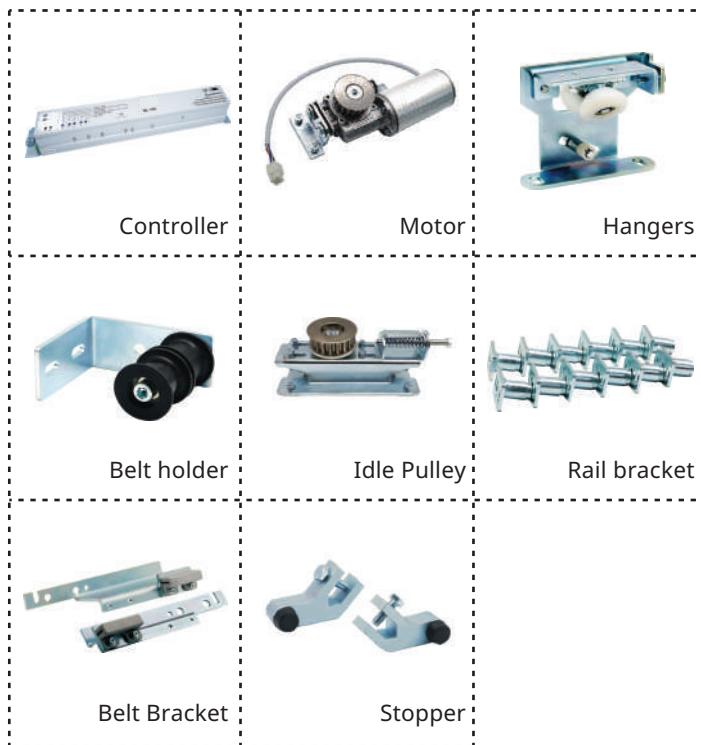 Controller
Motor
Hangers
Belt holder
Idle Pulley
Rail bracket
Belt Bracket
Stopper